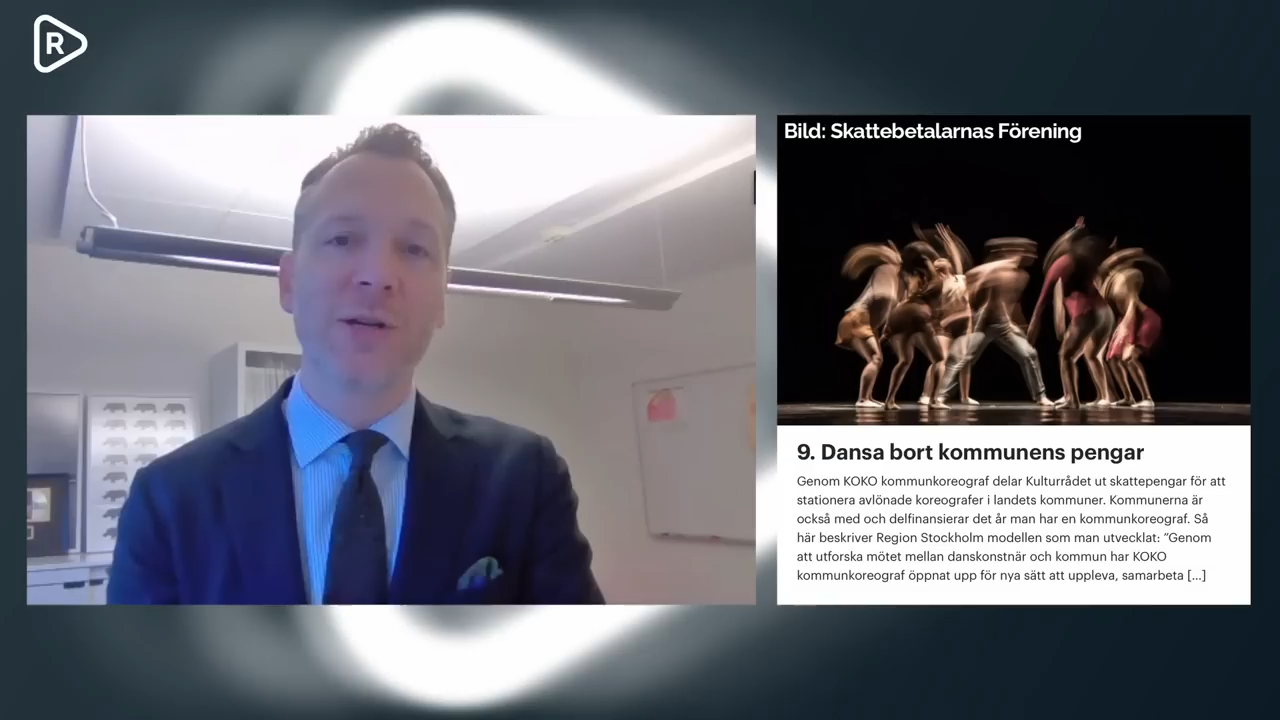 R
Bild: Skattebetalarnas Förening
9. Dansa bort kommunens pengar
Genom KOKO kommunkoreograf delar Kulturrådet ut skattepengar för att
stationera avlönade koreografer i landets kommuner. Kommunerna är
också med och delfinansierar det år man har en kommunkoreograf. Så
här beskriver Region Stockholm modellen som man utvecklat: ”Genom
att utforska mötet mellan danskonstnär och kommun har KOKO
kommunkoreograf öppnat upp för nya sätt att uppleva, samarbeta [...]